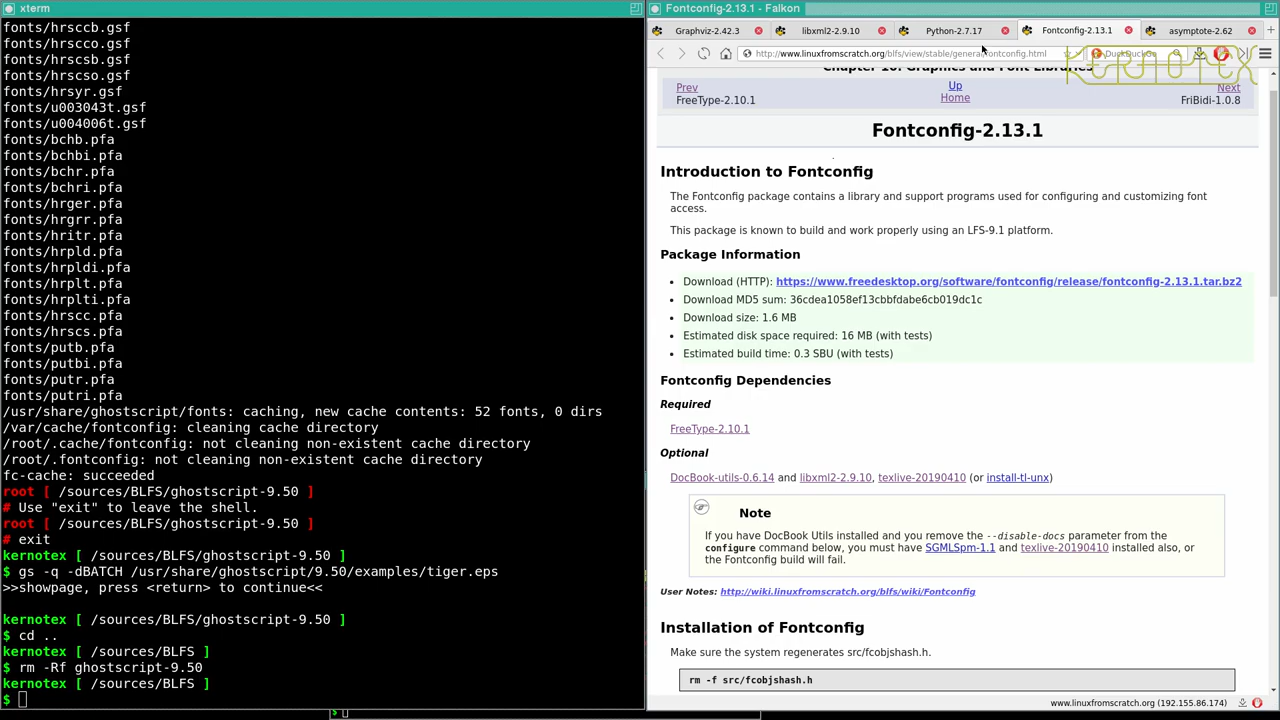 xterm
fonts/hrsccb.gsf
fonts/hrscco.gsf
fonts/hrscsb.gsf
fonts/hrscso.gsf
fonts/hrsyr.gsf
fonts/u003043t.gsf
fonts/u004006t.gsf
fonts/bchb.pfa
fonts/bchbi.pfa
fonts/bchr.pfa
fonts/bchri.pfa
fonts/hrger.pfa
fonts/hrgrr.pfa
fonts/hritr.pfa
fonts/hrpld.pfa
fonts/hrpldi.pfa
fonts/hrplt.pfa
fonts/hrplti.pfa
fonts/hrscc.pfa
fonts/hrscs.pfa
fonts/putb.pfa
fonts/putbi.pfa
fonts/putr.pfa
fonts/putri.pfa
/usr/share/ghostscript/fonts: caching, new cache contents: 52 fonts, 0 dirs
/var/cache/fontconfig: cleaning cache directory
/root/.cache/fontconfig: not cleaning non-existent cache directory
/root/.fontconfig: not cleaning non-existent cache directory
fc-cache: succeeded
root [ /sources/BLFS/ghostscript-9.50 ]
# Use "exit" to leave the shell.
root [ /sources/BLFS/ghostscript-9.50 ]
# exit
kernotex [ /sources/BLFS/ghostscript-9.50 ]
$ gs -q -dBATCH /usr/share/ghostscript/9.50/examples/tiger.eps
>>showpage, press <return> to continue<<
kernotex [ /sources/BLFS/ghostscript-9.50 ]
$ cd ..
kernotex [ /sources/BLFS ]
$ rm -Rf ghostscript-9.50
kernotex [ /sources/BLFS ]
$
$
Fontconfig-2.13.1 - Falkon
Graphviz-2.42.3
libxml2-2.9.10
Python-2.7.17
Fontconfig-2.13.1
asymptote-2.62
http://www.linuxfromscratch.org/blfs/view/stable/general/fontconfig.html
DuckDuckGo
KERNOTEX
Chapter 10. Graphics and Font Libraries
Prev
Up
Next
FreeType-2.10.1
Home
FriBidi-1.0.8
Fontconfig-2.13.1
Introduction to Fontconfig
The Fontconfig package contains a library and support programs used for configuring and customizing font
access.
This package is known to build and work properly using an LFS-9.1 platform.
Package Information
• Download (HTTP): https://www.freedesktop.org/software/fontconfig/release/fontconfig-2.13.1.tar.bz2
• Download MD5 sum: 36cdea1058ef13cbbfdabe6cb019dc1c
• Download size: 1.6 MB
• Estimated disk space required: 16 MB (with tests)
• Estimated build time: 0.3 SBU (with tests)
Fontconfig Dependencies
Required
FreeType-2.10.1
Optional
DocBook-utils-0.6.14 and libxml2-2.9.10, texlive-20190410 (or install-tl-unx)
Note
If you have DocBook Utils installed and you remove the --disable-docs parameter from the
configure command below, you must have SGMLSpm-1.1 and texlive-20190410 installed also, or
the Fontconfig build will fail.
User Notes: http://wiki.linuxfromscratch.org/blfs/wiki/Fontconfig
Installation of Fontconfig
Make sure the system regenerates src/fcobjshash.h.
rm -f src/fcobjshash.h
www.linuxfromscratch.org (192.155.86.174)